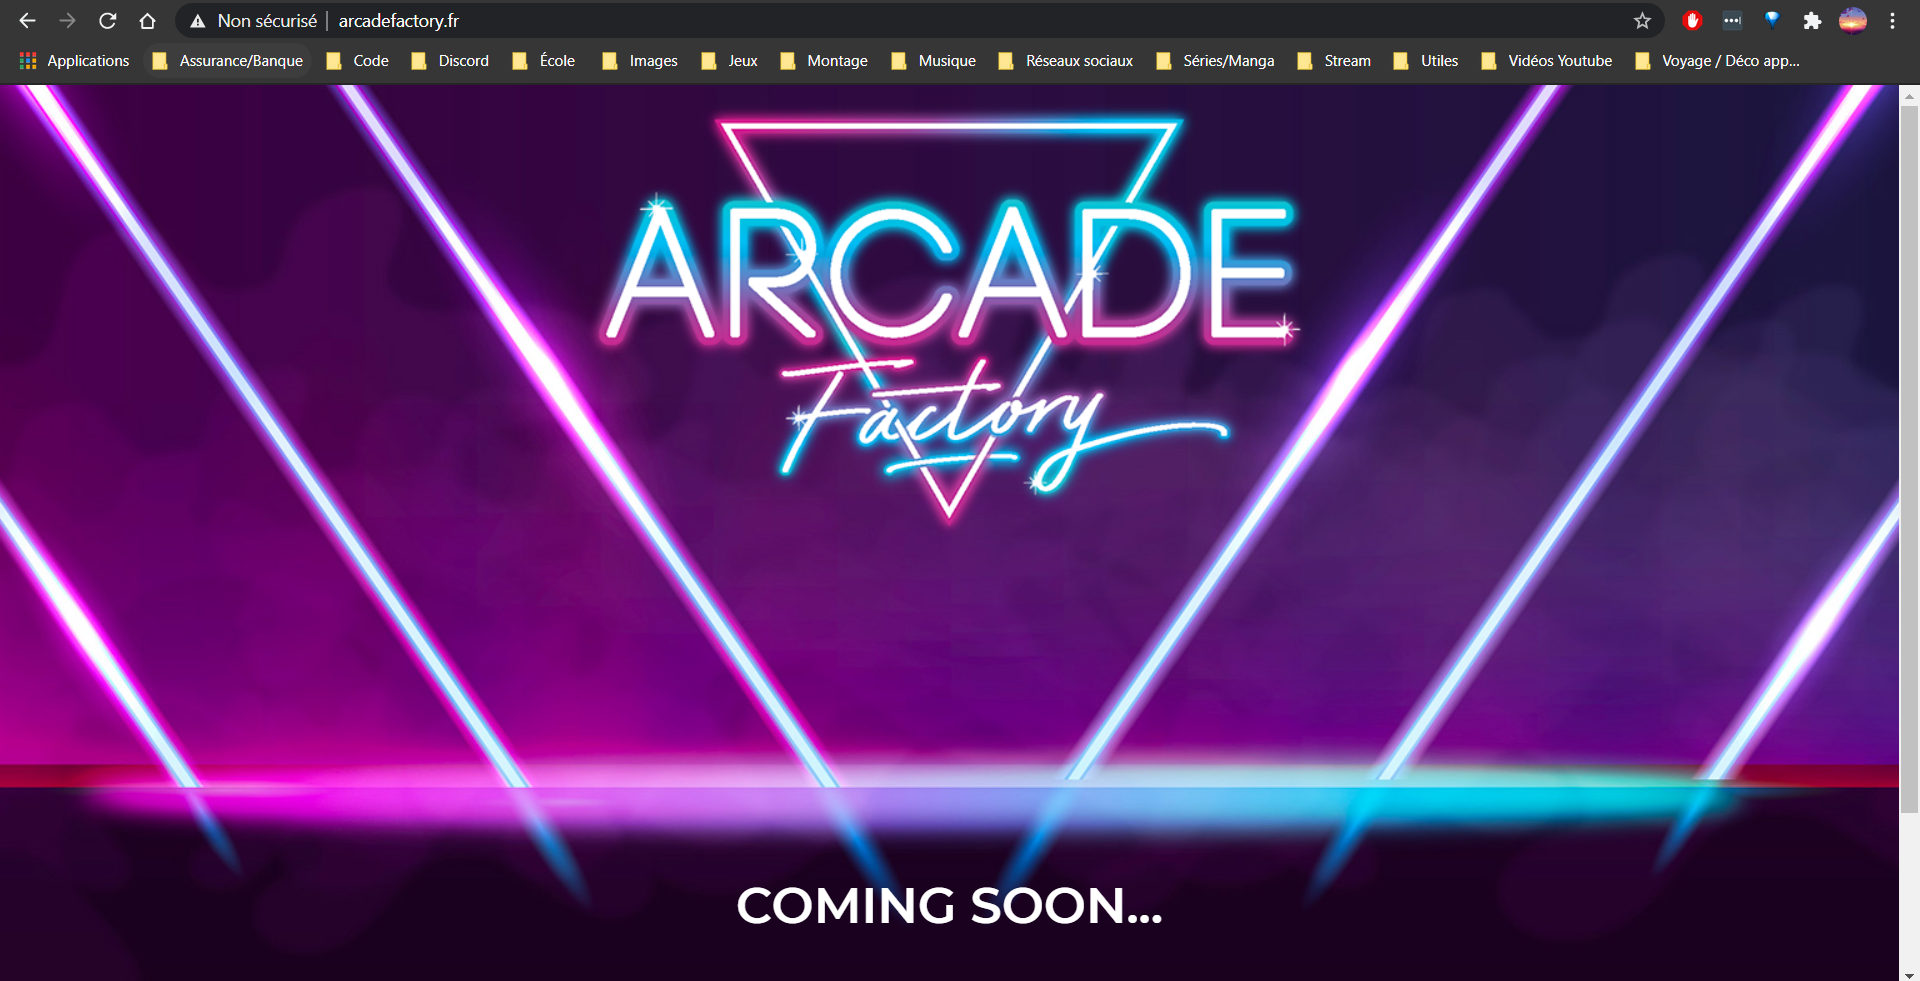 Non sécurisé arcadefactory.fr
Applications Assurance/Banque Code Discord École Images Jeux Montage Musique Réseaux sociaux Séries/Manga Stream Utiles Vidéos Youtube Voyage / Déco app...
ARCADE
Factory
COMING SOON...